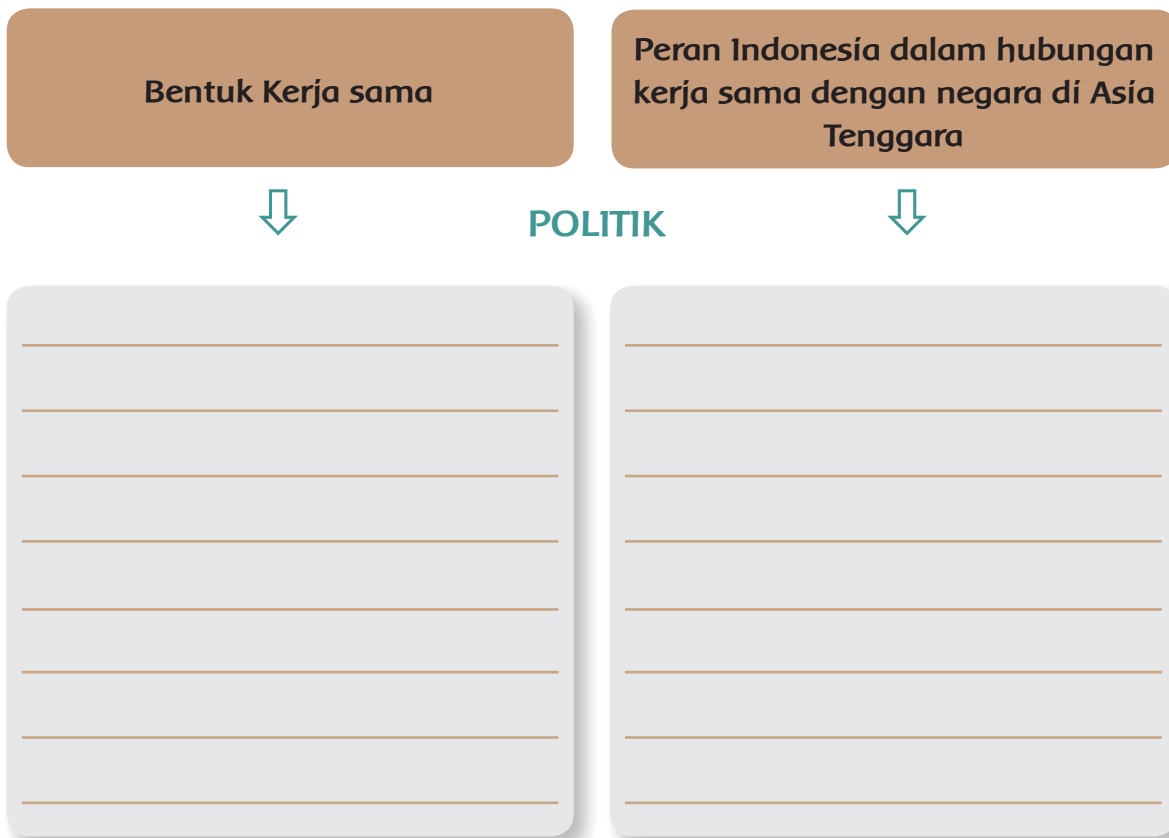 Bentuk Kerja sama
Peran Indonesia dalam hubungan
kerja sama dengan negara di Asia
Tenggara
POLITIK